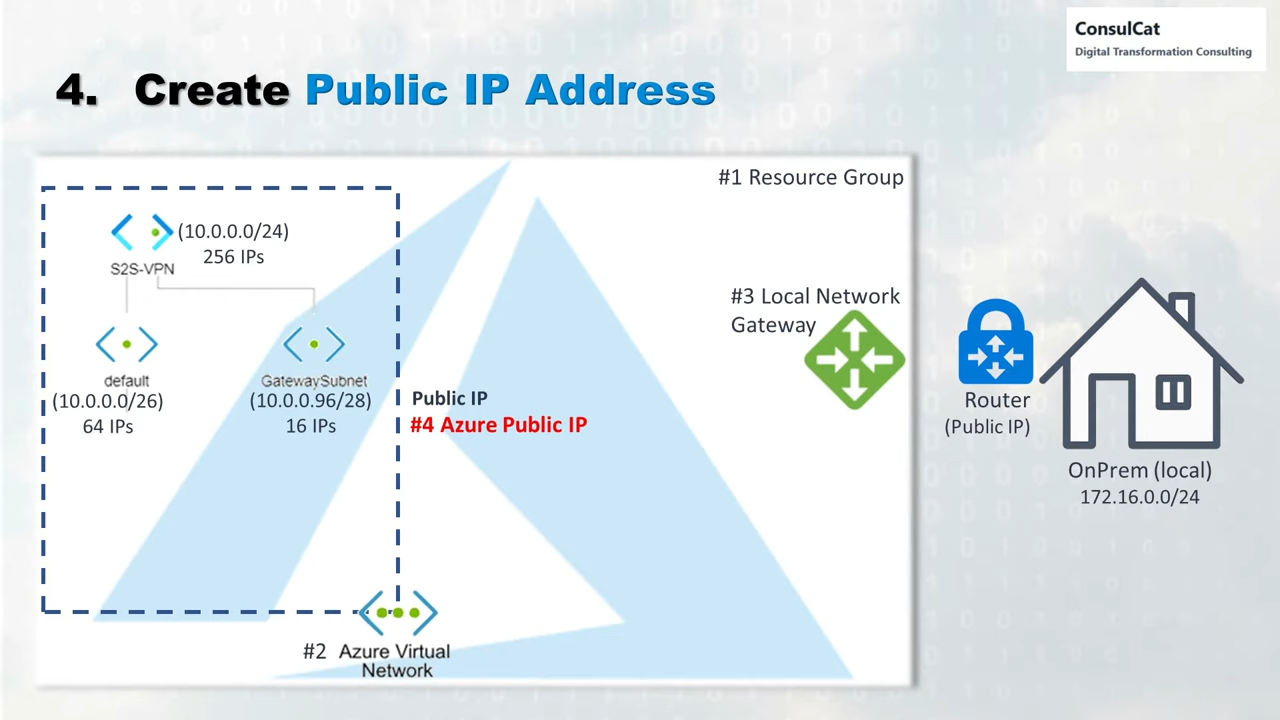 ConsulCat
Digital Transformation Consulting
4. Create Public IP Address
#1 Resource Group
(10.0.0.0/24)
256 IPs
S2S-VPN
#3 Local Network
Gateway
default
(10.0.0.0/26)
64 IPs
GatewaySubnet
(10.0.0.96/28)
16 IPs
Public IP
#4 Azure Public IP
Router
(Public IP)
OnPrem (local)
172.16.0.0/24
#2 Azure Virtual
Network